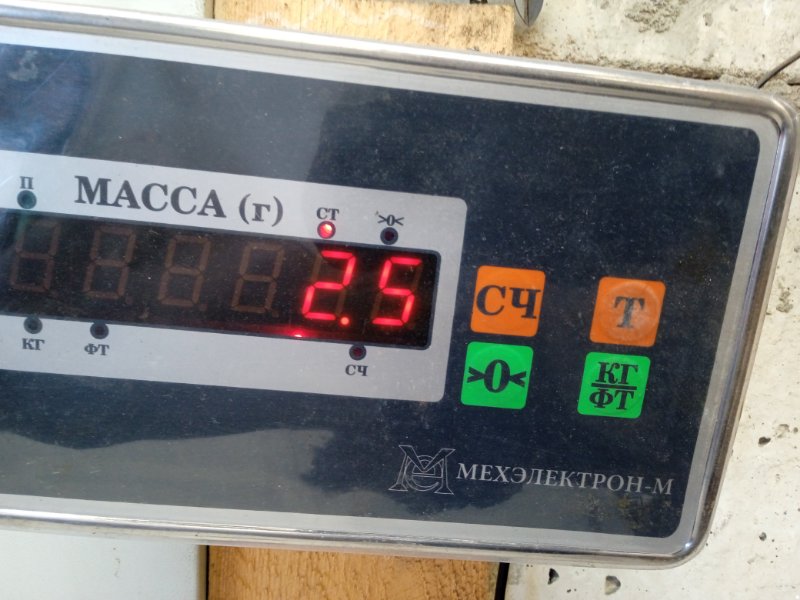 П
МАССА (г)
СТ
>0<
2.5
КГ
ФТ
СЧ
СЧ
Т
>0<
КГ
ФТ
МЕХЭЛЕКТРОН-М